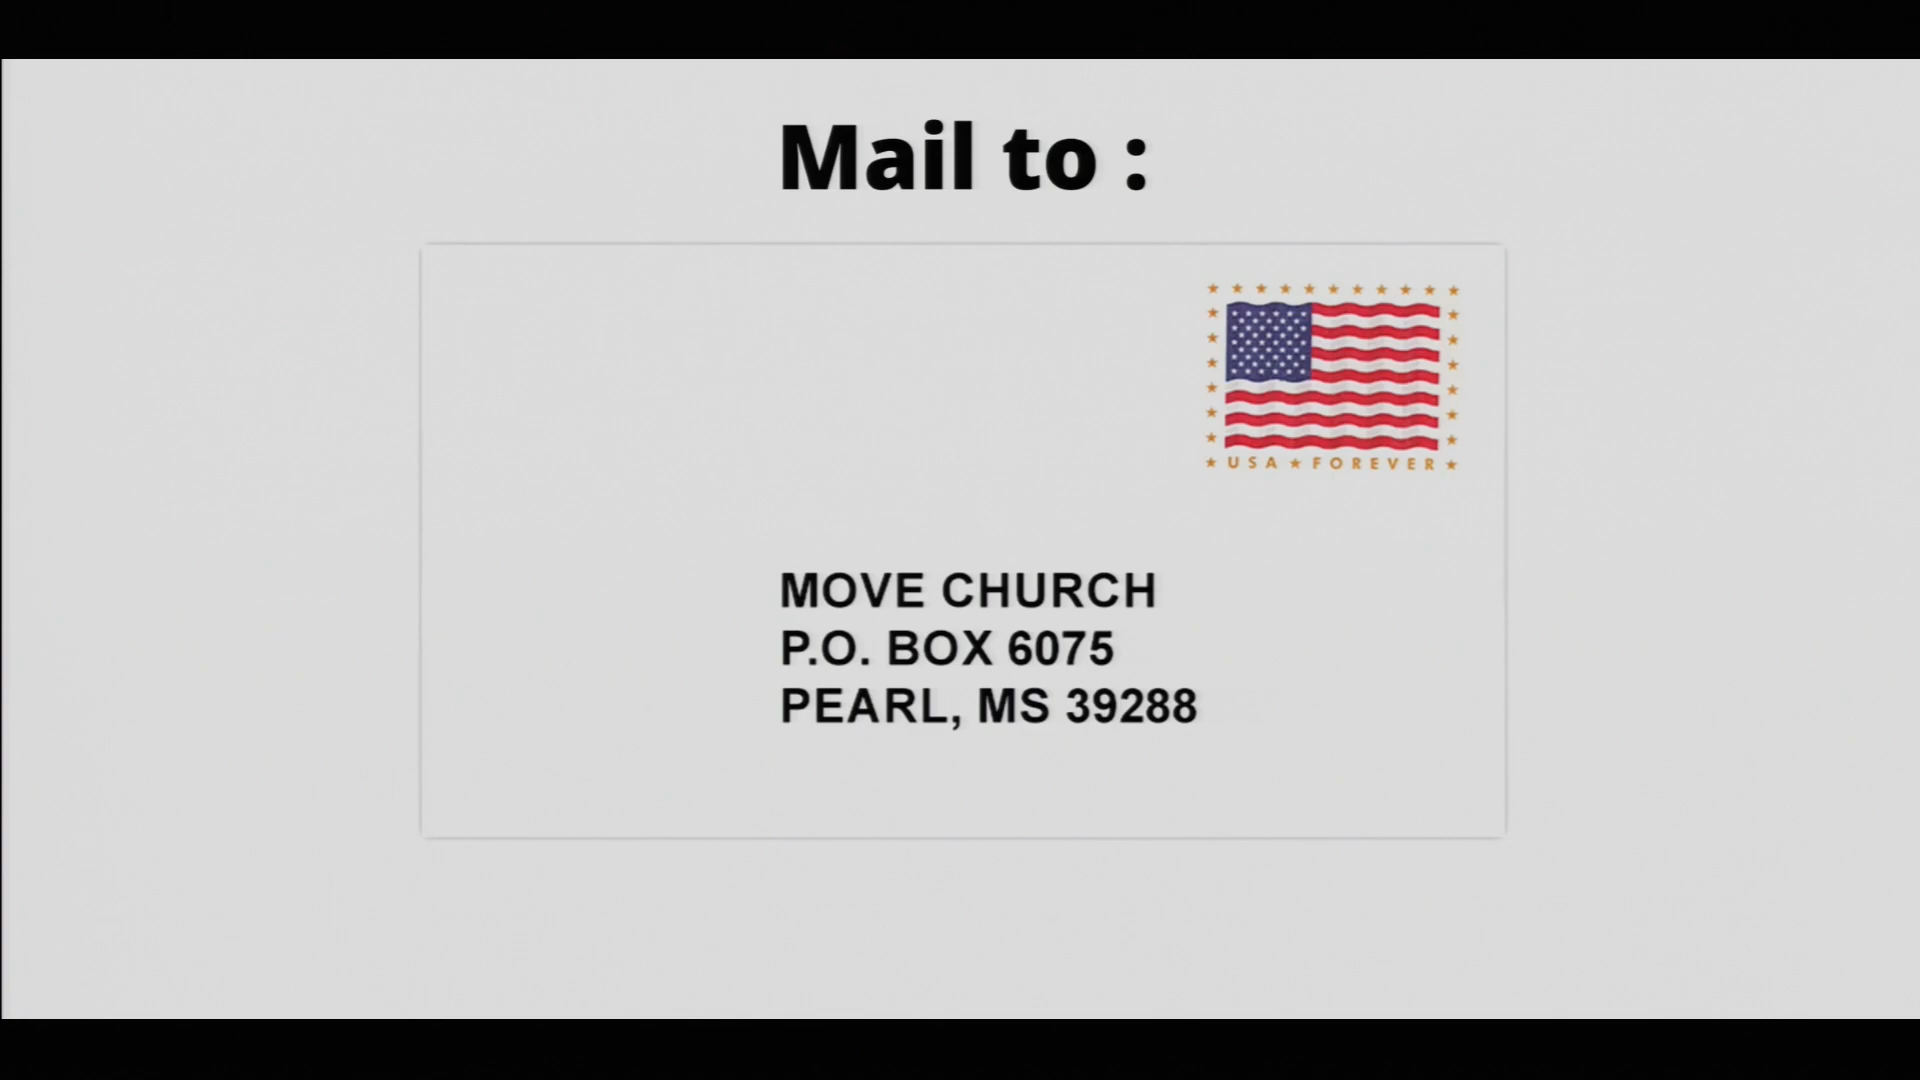 Mail to :
★ USA ★ FOREVER ★
MOVE CHURCH
P.O. BOX 6075
PEARL, MS 39288